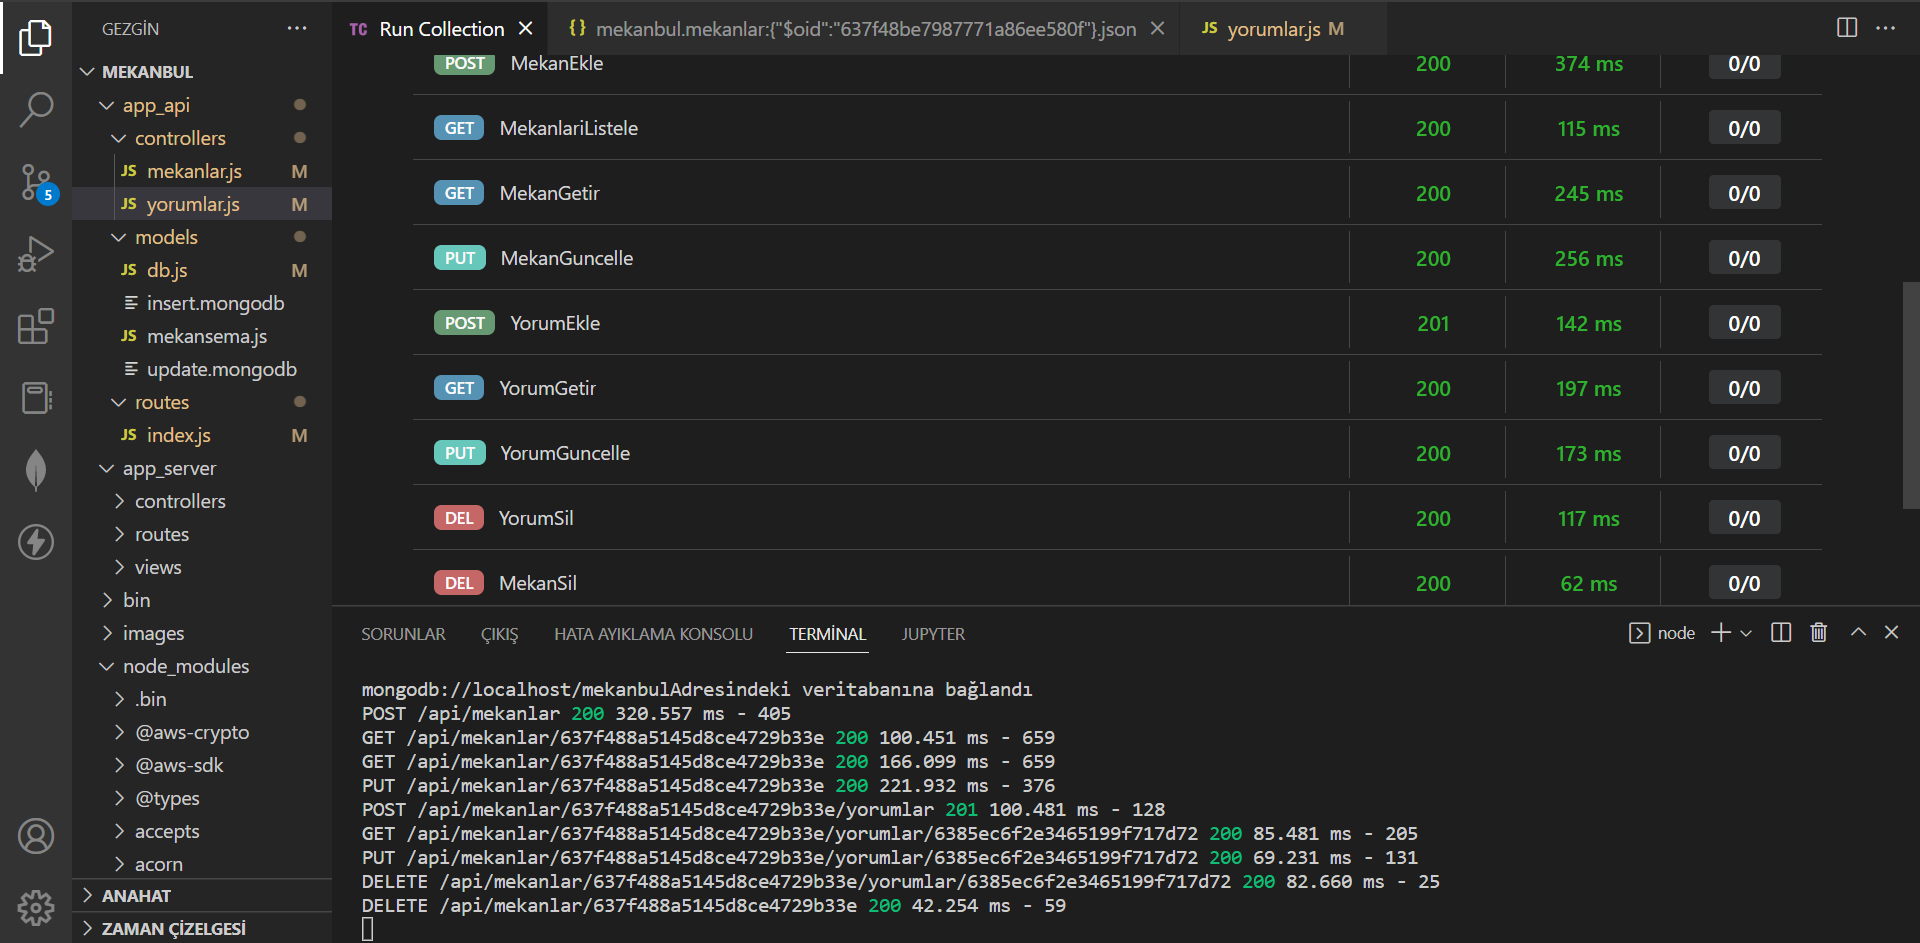 GEZGİN
TC Run Collection
{} mekanbul.mekanlar:{"$oid":"637f48be7987771a86ee580f"}.json
JS yorumlar.js M
MEKANBUL
app_api
controllers
JS mekanlar.js M
JS yorumlar.js M
models
JS db.js M
insert.mongodb
JS mekansema.js
update.mongodb
routes
JS index.js M
app_server
controllers
routes
views
bin
images
node_modules
.bin
@aws-crypto
@aws-sdk
@types
accepts
acorn
ANAHAT
ZAMAN ÇİZELGESİ
5
POST MekanEkle 200 374 ms 0/0
GET MekanlariListele 200 115 ms 0/0
GET MekanGetir 200 245 ms 0/0
PUT MekanGuncelle 200 256 ms 0/0
POST YorumEkle 201 142 ms 0/0
GET YorumGetir 200 197 ms 0/0
PUT YorumGuncelle 200 173 ms 0/0
DEL YorumSil 200 117 ms 0/0
DEL MekanSil 200 62 ms 0/0
SORUNLAR ÇIKIŞ HATA AYIKLAMA KONSOLU TERMİNAL JUPYTER
node
mongodb://localhost/mekanbulAdresindeki veritabanına bağlandı
POST /api/mekanlar 200 320.557 ms - 405
GET /api/mekanlar/637f488a5145d8ce4729b33e 200 100.451 ms - 659
GET /api/mekanlar/637f488a5145d8ce4729b33e 200 166.099 ms - 659
PUT /api/mekanlar/637f488a5145d8ce4729b33e 200 221.932 ms - 376
POST /api/mekanlar/637f488a5145d8ce4729b33e/yorumlar 201 100.481 ms - 128
GET /api/mekanlar/637f488a5145d8ce4729b33e/yorumlar/6385ec6f2e3465199f717d72 200 85.481 ms - 205
PUT /api/mekanlar/637f488a5145d8ce4729b33e/yorumlar/6385ec6f2e3465199f717d72 200 69.231 ms - 131
DELETE /api/mekanlar/637f488a5145d8ce4729b33e/yorumlar/6385ec6f2e3465199f717d72 200 82.660 ms - 25
DELETE /api/mekanlar/637f488a5145d8ce4729b33e 200 42.254 ms - 59